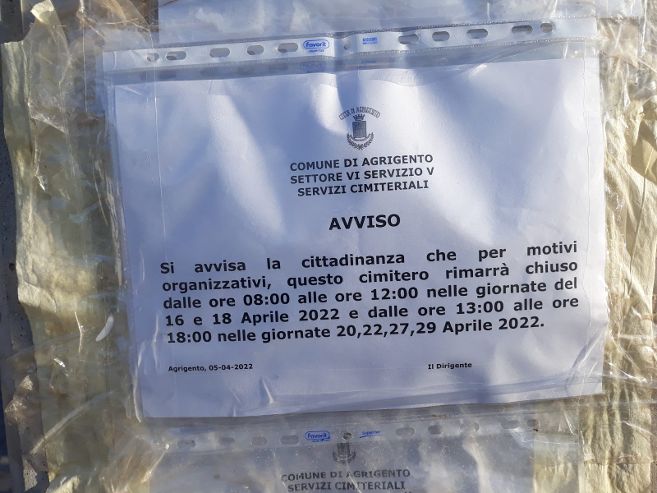 Favorit
CITTÀ DI AGRIGENTO
COMUNE DI AGRIGENTO
SETTORE VI SERVIZIO V
SERVIZI CIMITERIALI
AVVISO
Si avvisa la cittadinanza che per motivi
organizzativi, questo cimitero rimarrà chiuso
dalle ore 08:00 alle ore 12:00 nelle giornate del
16 e 18 Aprile 2022 e dalle ore 13:00 alle ore
18:00 nelle giornate 20,22,27,29 Aprile 2022.
Agrigento, 05-04-2022 Il Dirigente
Favorit
COMUNE DI AGRIGENTO
SERVIZI CIMITERIALI